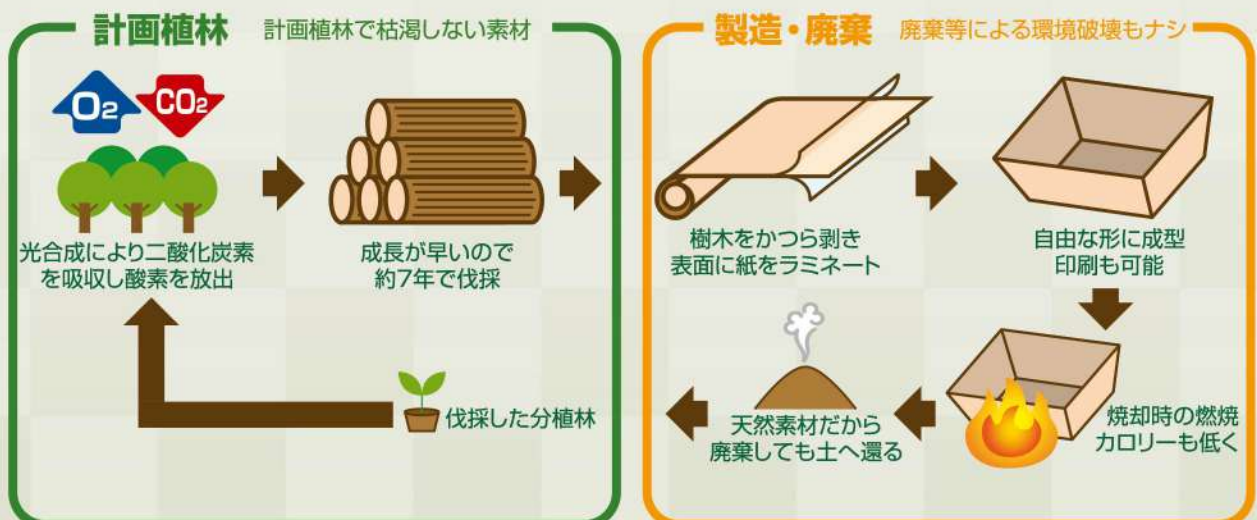 計画植林
計画植林で枯渇しない素材
O2
CO2
光合成により二酸化炭素
を吸収し酸素を放出
成長が早いので
約7年で伐採
伐採した分植林
製造・廃棄
廃棄等による環境破壊もナシ
樹木をかつら剥き
表面に紙をラミネート
自由な形に成型
印刷も可能
焼却時の燃焼
カロリーも低く
天然素材だから
廃棄しても土へ還る